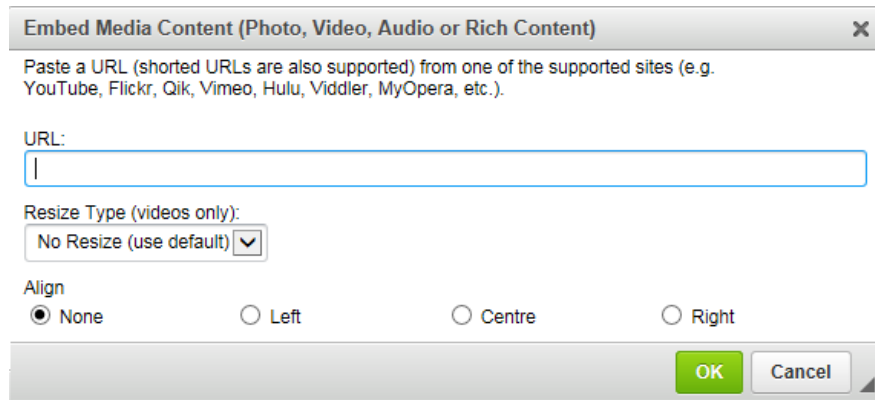 Embed Media Content (Photo, Video, Audio or Rich Content)
Paste a URL (shorted URLs are also supported) from one of the supported sites (e.g.
YouTube, Flickr, Qik, Vimeo, Hulu, Viddler, MyOpera, etc.).
URL:
Resize Type (videos only):
No Resize (use default)
Align
None Left Centre Right
OK Cancel